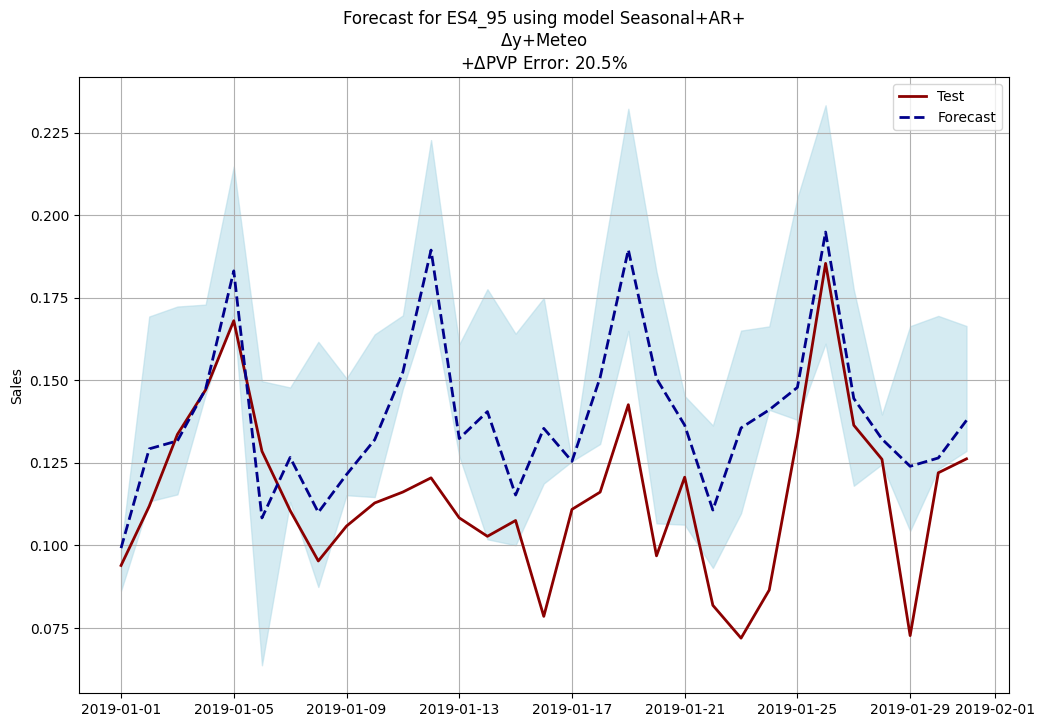 Forecast for ES4_95 using model Seasonal+AR+
Δy+Meteo
+ΔPVP Error: 20.5%
Test
Forecast
0.225
0.200
0.175
0.150
0.125
0.100
0.075
Sales
2019-01-01 2019-01-05 2019-01-09 2019-01-13 2019-01-17 2019-01-21 2019-01-25 2019-01-29 2019-02-01